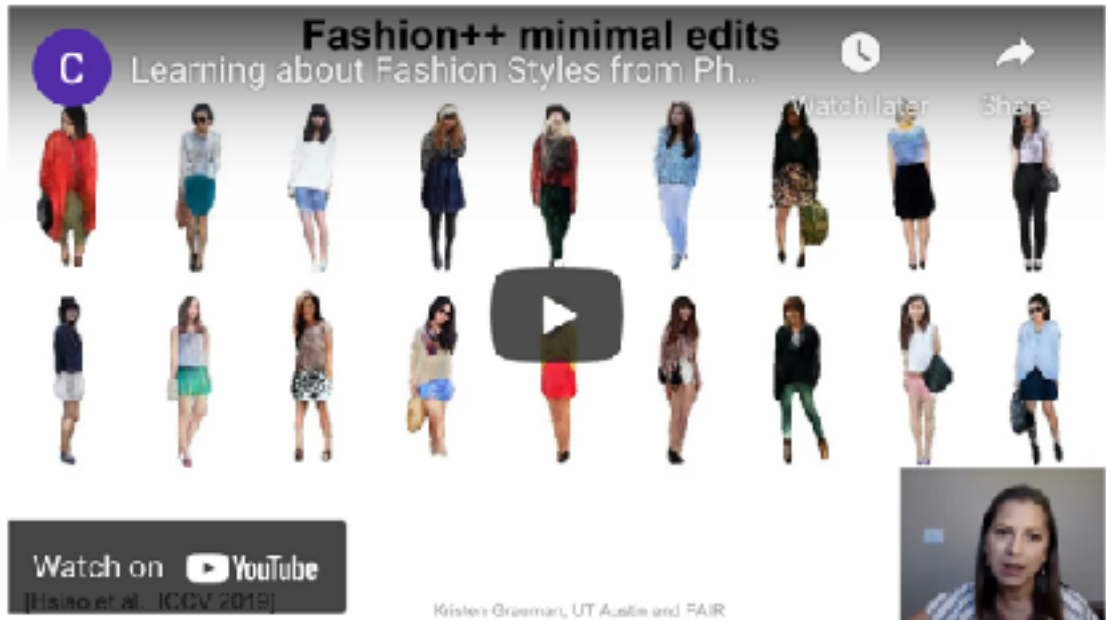 Fashion++ minimal edits
C
Learning about Fashion Styles from Ph...
Watch later
Share
Watch on YouTube
[Hsiao et al. ICCV 2019]
Kristen Grauman, UT Austin and FAIR